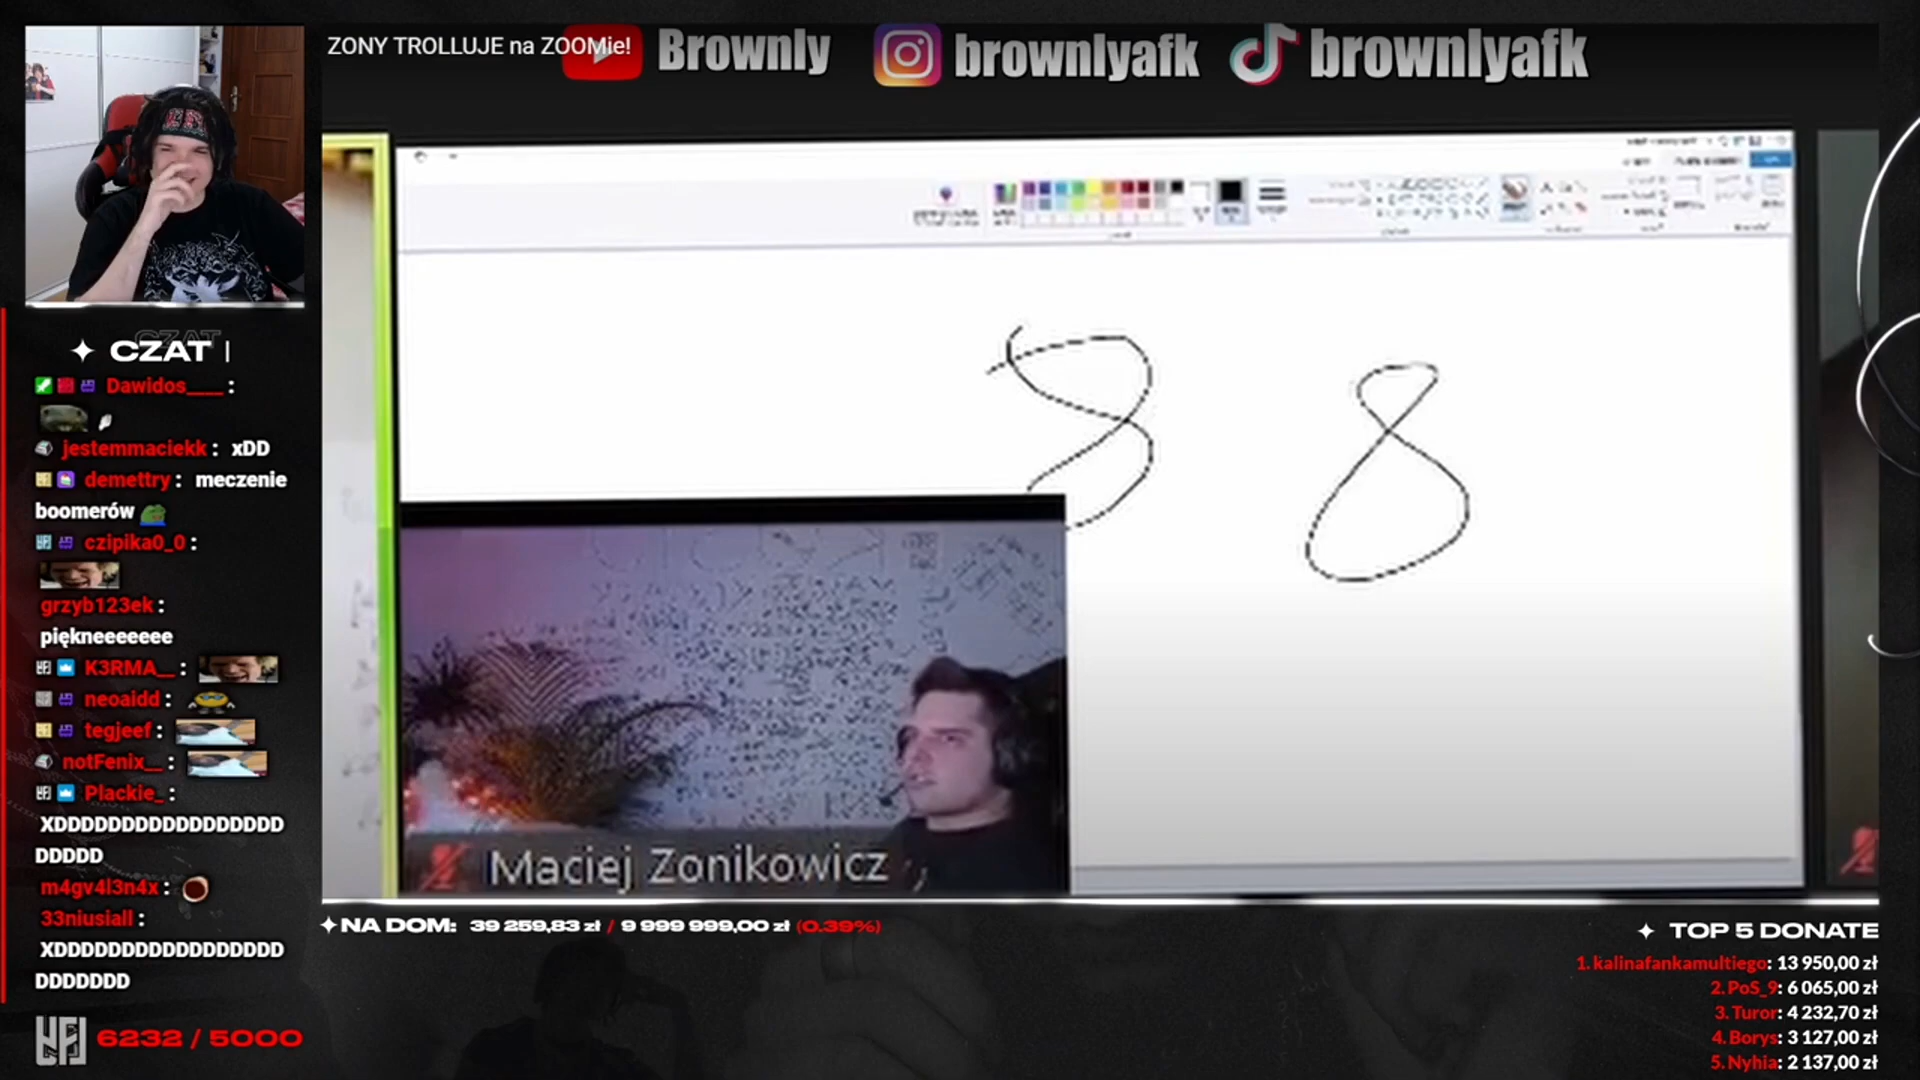 ZONY TROLLUJE na ZOOMie!
Brownly
brownlyafk
brownlyafk
CZAT
Dawidos____:
jestemmaciekk: xDD
demettry: meczenie
boomerów
czipika0_0:
grzyb123ek:
piękneeeeeee
K3RMA__:
neoaidd:
tegjeef:
notFenix__:
Plackie_:
XDDDDDDDDDDDDDDDDD
DDDDD
m4gv4l3n4x:
33niusiall:
XDDDDDDDDDDDDDDDDD
DDDDDDD
6232 / 5000
8 8
Maciej Zonikowicz
NA DOM: 39 259,83 zł / 9 999 999,00 zł (0.39%)
TOP 5 DONATE
1. kalinafankamultiego: 13 950,00 zł
2. PoS_9: 6 065,00 zł
3. Turor: 4 232,70 zł
4. Borys: 3 127,00 zł
5. Nyhia: 2 137,00 zł